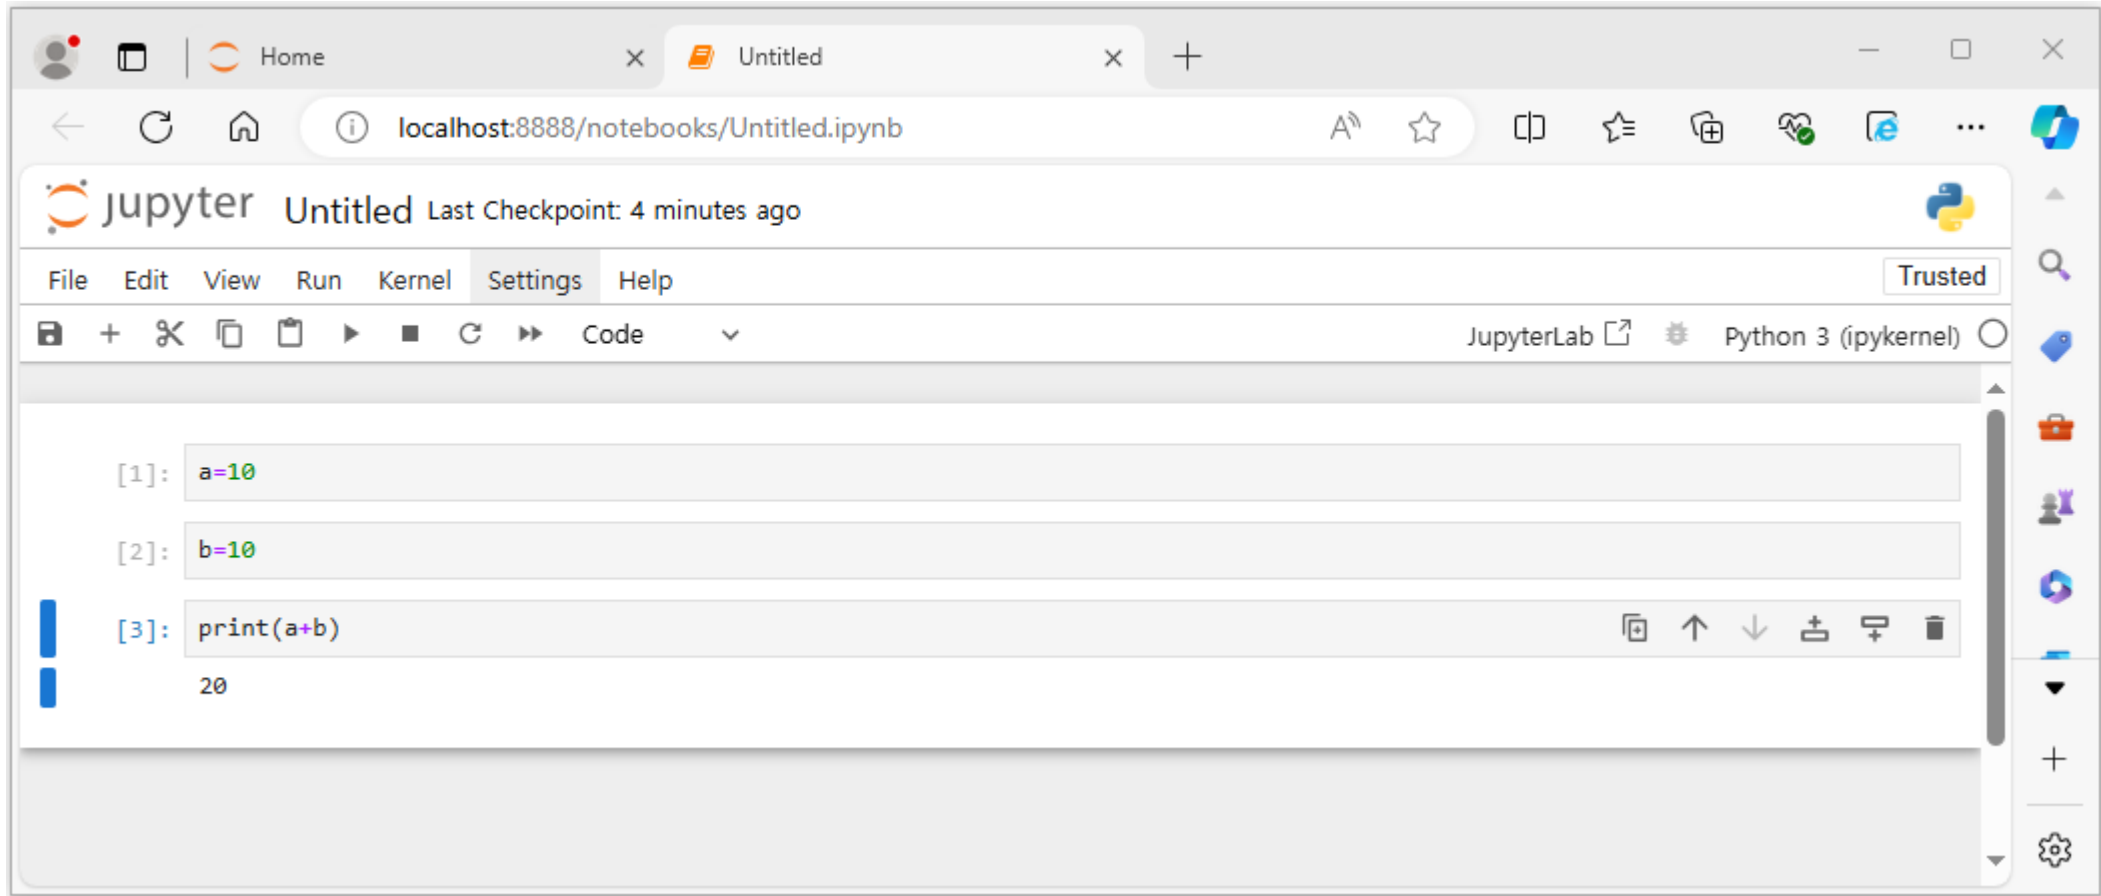 Home
Untitled
localhost:8888/notebooks/Untitled.ipynb
jupyter Untitled Last Checkpoint: 4 minutes ago
File Edit View Run Kernel Settings Help Trusted
Code JupyterLab Python 3 (ipykernel)
[1]: a=10
[2]: b=10
[3]: print(a+b)
20